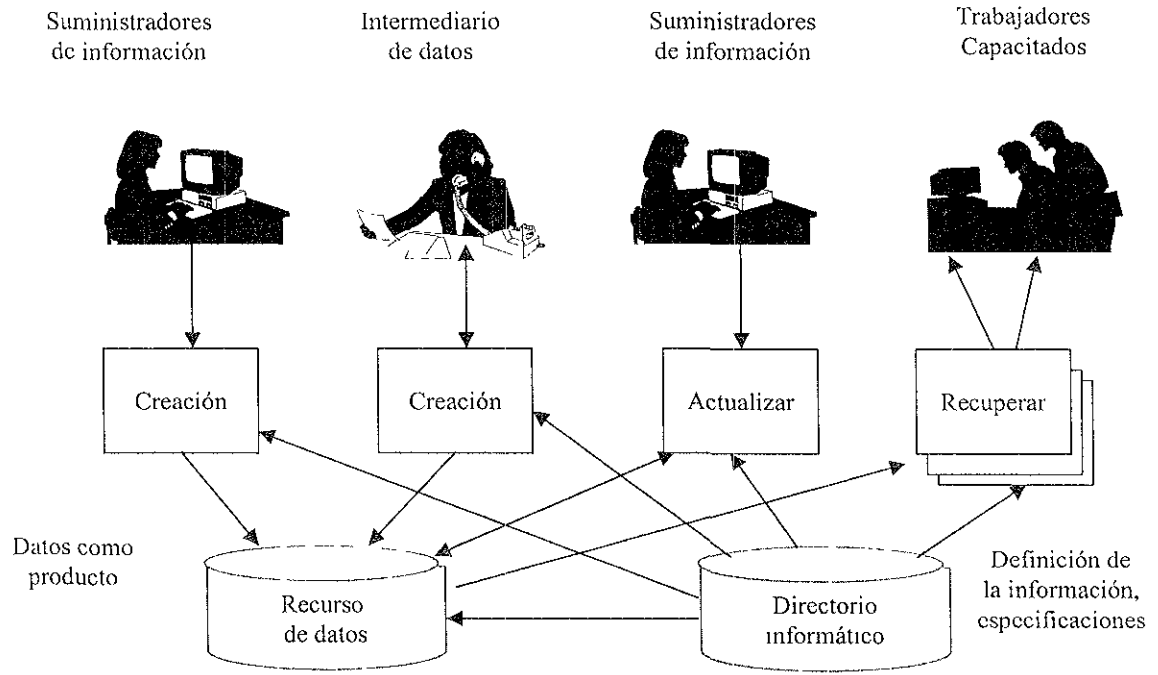 Suministradores
de información
Intermediario
de datos
Suministradores
de información
Trabajadores
Capacitados
Creación
Creación
Actualizar
Recuperar
Datos como
producto
Recurso
de datos
Directorio
informático
Definición de
la información,
especificaciones